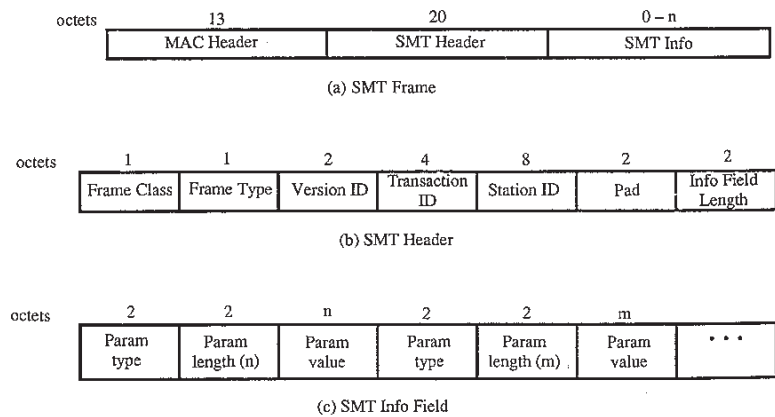 octets 13 20 0 – n
MAC Header SMT Header SMT Info
(a) SMT Frame
octets 1 1 2 4 8 2 2
Frame Class Frame Type Version ID Transaction ID Station ID Pad Info Field Length
(b) SMT Header
octets 2 2 n 2 2 m
Param type Param length (n) Param value Param type Param length (m) Param value • • •
(c) SMT Info Field